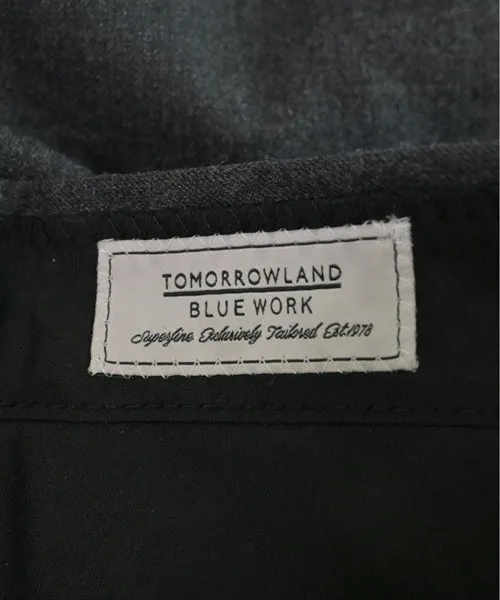 TOMORROWLAND
BLUE WORK
Superfine Exclusively Tailored Est.1978